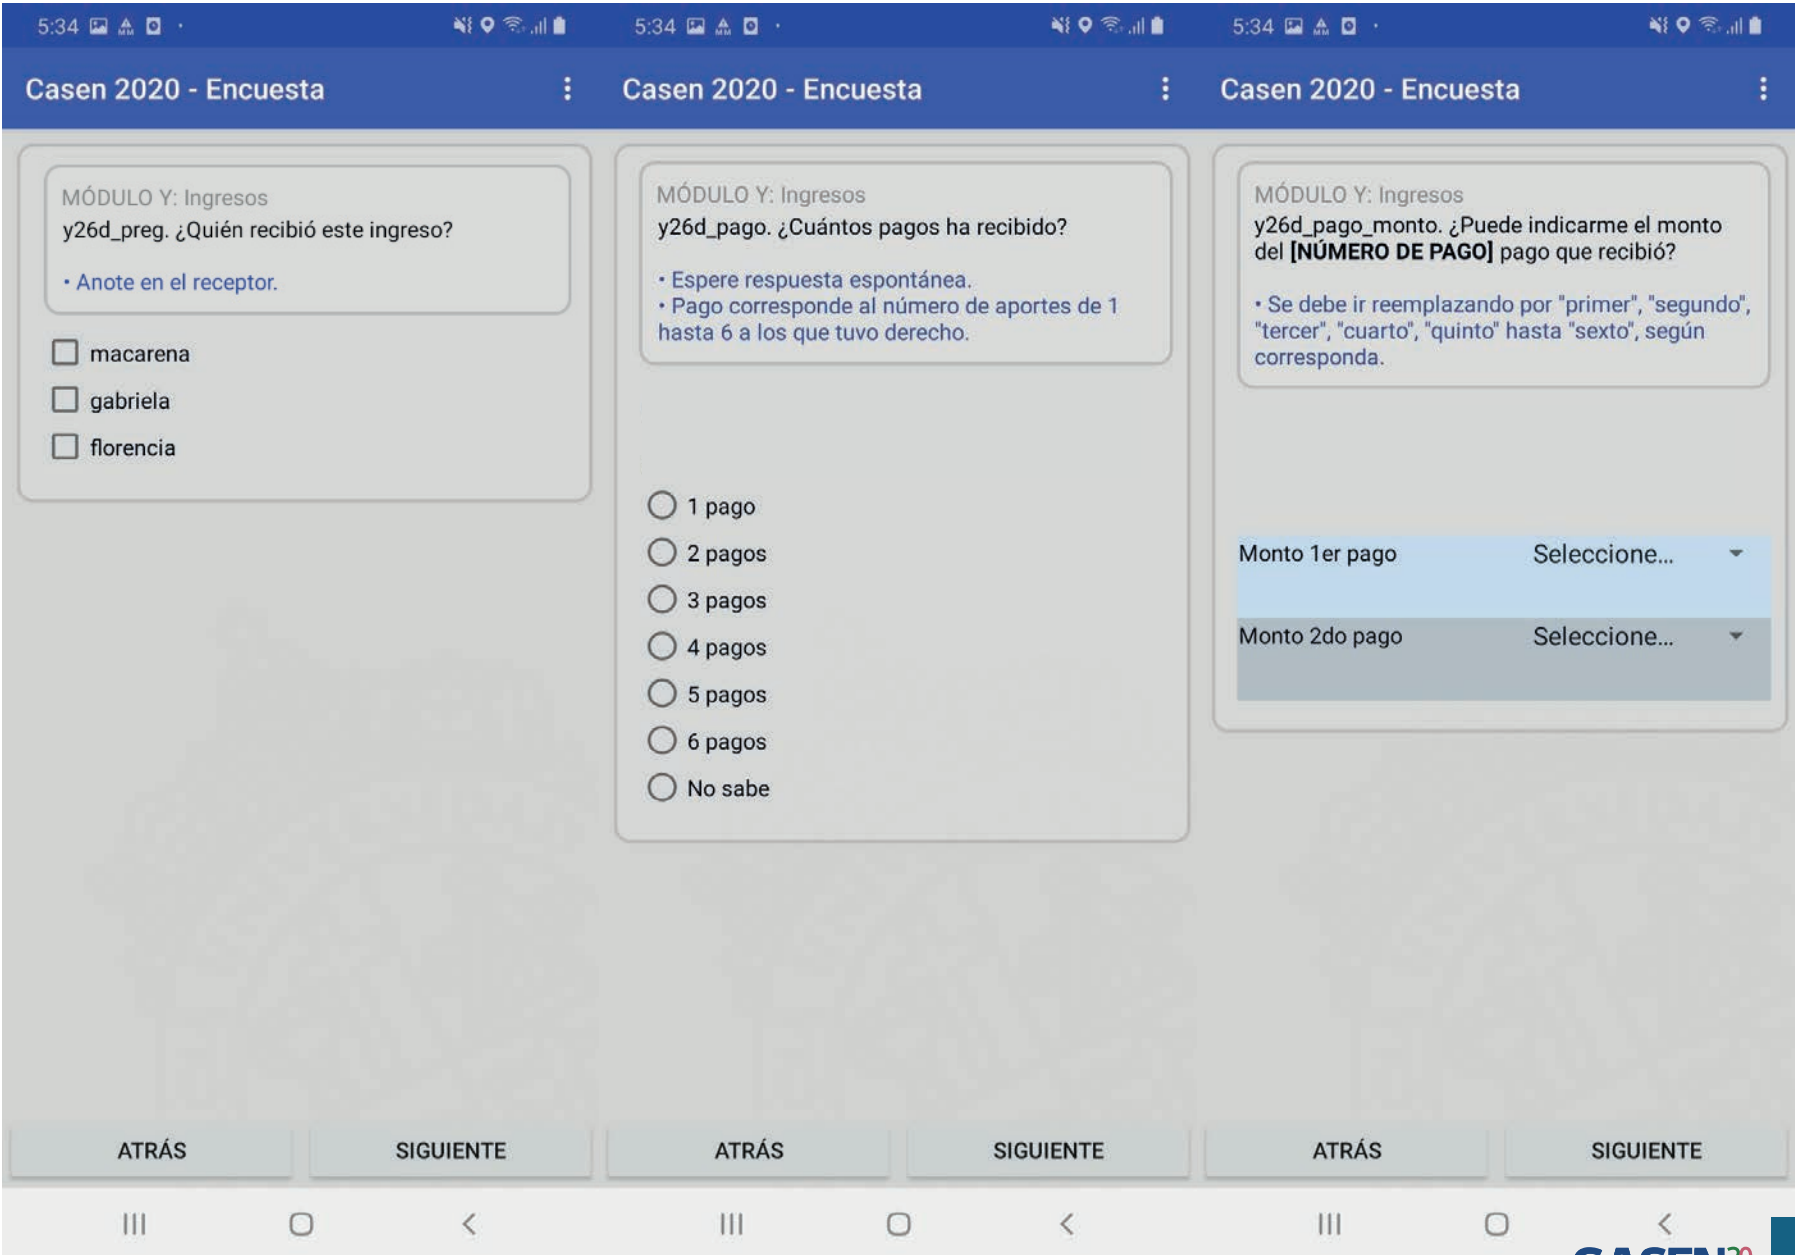 5:34
Casen 2020 - Encuesta
MÓDULO Y: Ingresos
y26d_preg. ¿Quién recibió este ingreso?
• Anote en el receptor.
macarena
gabriela
florencia
ATRÁS
SIGUIENTE
5:34
Casen 2020 - Encuesta
MÓDULO Y: Ingresos
y26d_pago. ¿Cuántos pagos ha recibido?
• Espere respuesta espontánea.
• Pago corresponde al número de aportes de 1
hasta 6 a los que tuvo derecho.
1 pago
2 pagos
3 pagos
4 pagos
5 pagos
6 pagos
No sabe
ATRÁS
SIGUIENTE
5:34
Casen 2020 - Encuesta
MÓDULO Y: Ingresos
y26d_pago_monto. ¿Puede indicarme el monto
del [NÚMERO DE PAGO] pago que recibió?
• Se debe ir reemplazando por "primer", "segundo",
"tercer", "cuarto", "quinto" hasta "sexto", según
corresponda.
Monto 1er pago Seleccione...
Monto 2do pago Seleccione...
ATRÁS
SIGUIENTE